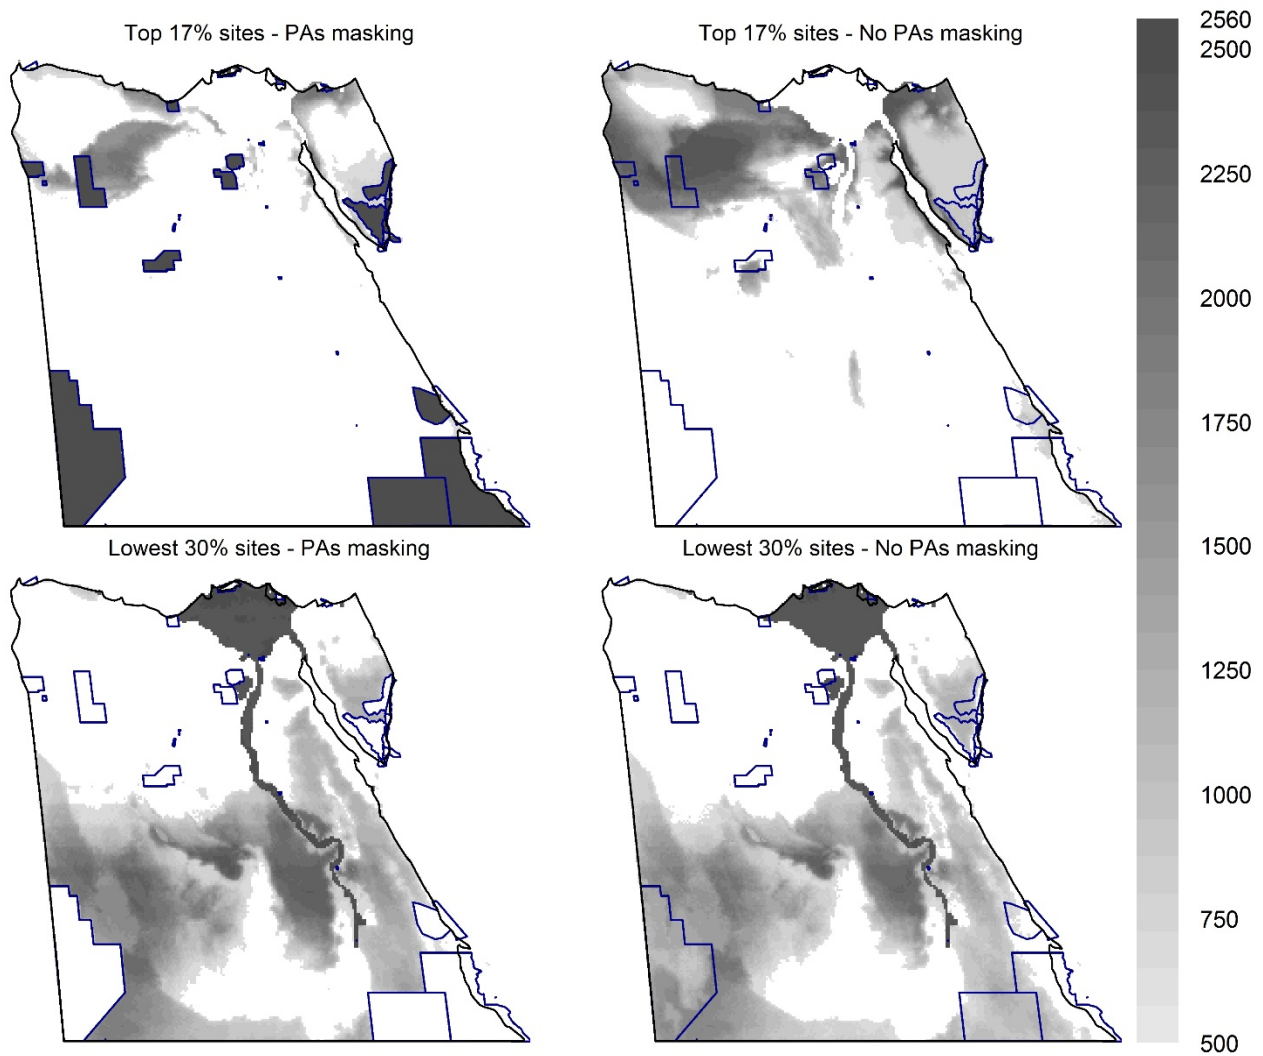 Top 17% sites - PAs masking
Top 17% sites - No PAs masking
Lowest 30% sites - PAs masking
Lowest 30% sites - No PAs masking
2560
2500
2250
2000
1750
1500
1250
1000
750
500